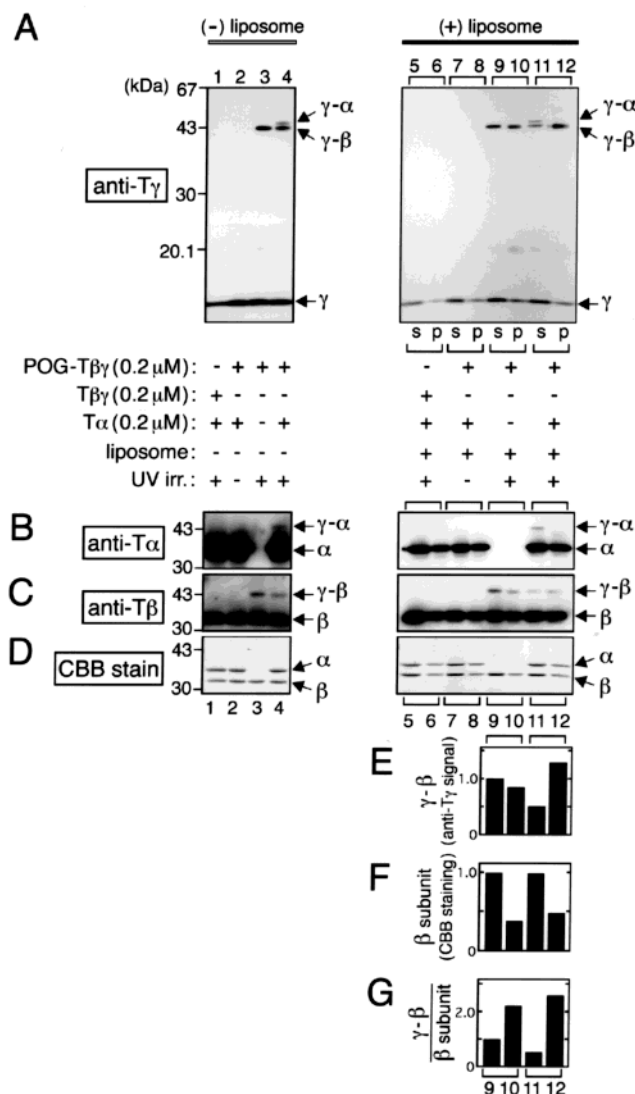 A
(-) liposome
(+) liposome
1 2 3 4
5 6 7 8 9 10 11 12
(kDa)
67
43
30
20.1
anti-Tγ
γ-α
γ-β
γ
γ-α
γ-β
γ
s p s p s p s p
POG-Tβγ (0.2 μM) : - + + + - + + +
Tβγ (0.2 μM) : + - - - + - - -
Tα (0.2 μM) : + + - + + + - +
liposome : - - - - + + + +
UV irr. : + - + + + - + +
B
anti-Tα
43
30
γ-α
α
γ-α
α
C
anti-Tβ
43
30
γ-β
β
γ-β
β
D
CBB stain
43
30
α
β
α
β
1 2 3 4
5 6 7 8 9 10 11 12
E
γ-β
(anti-Tγ signal)
1.0
0
F
β subunit
(CBB staining)
1.0
0
G
γ-β
β subunit
2.0
0
9 10 11 12